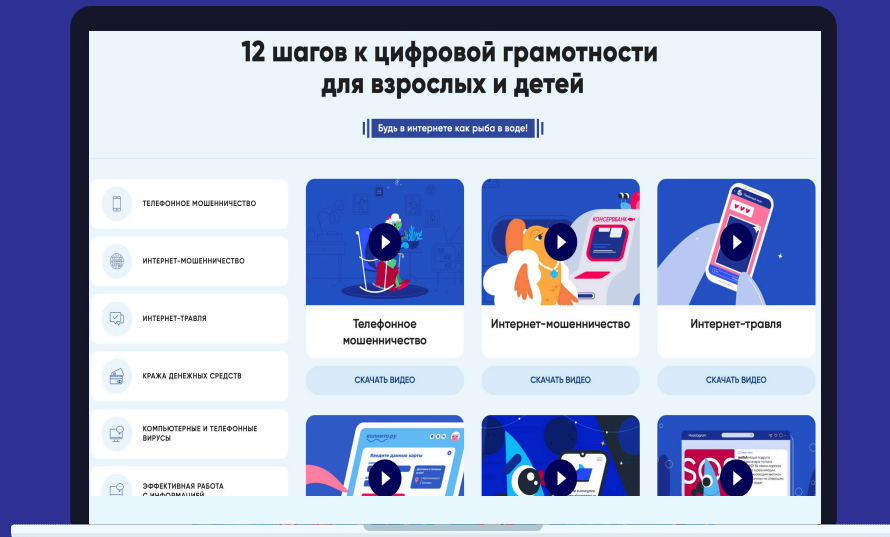 12 шагов к цифровой грамотности
для взрослых и детей
Будь в интернете как рыба в воде!
ТЕЛЕФОННОЕ МОШЕННИЧЕСТВО
ИНТЕРНЕТ-МОШЕННИЧЕСТВО
ИНТЕРНЕТ-ТРАВЛЯ
КРАЖА ДЕНЕЖНЫХ СРЕДСТВ
КОМПЬЮТЕРНЫЕ И ТЕЛЕФОННЫЕ
ВИРУСЫ
ЭФФЕКТИВНАЯ РАБОТА
С ИНФОРМАЦИЕЙ
КОНСЕРВБАНК
Телефонное
мошенничество
Интернет-мошенничество
Интернет-травля
СКАЧАТЬ ВИДЕО
СКАЧАТЬ ВИДЕО
СКАЧАТЬ ВИДЕО
Введите данные карты
SOS